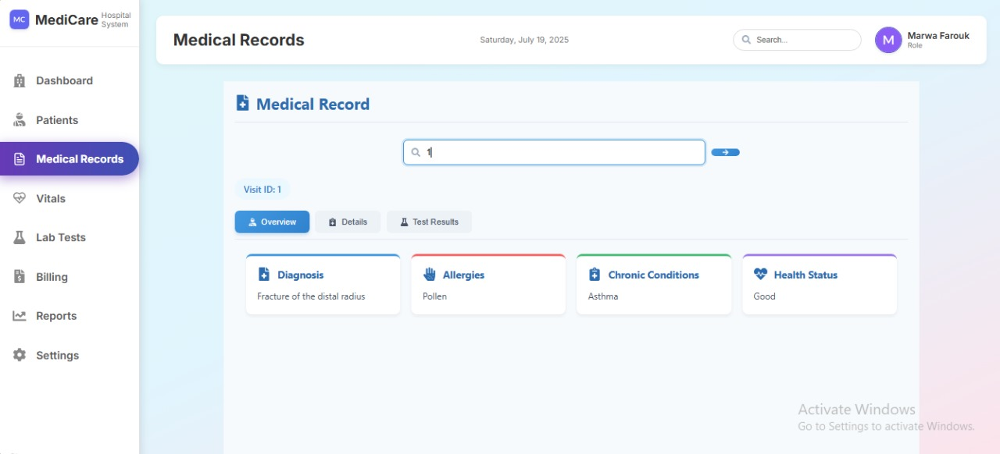 MC
MediCare
Hospital
System
Medical Records
Saturday, July 19, 2025
Search...
M
Marwa Farouk
Role
Dashboard
Patients
Medical Records
Vitals
Lab Tests
Billing
Reports
Settings
Medical Record
1
Visit ID: 1
Overview
Details
Test Results
Diagnosis
Fracture of the distal radius
Allergies
Pollen
Chronic Conditions
Asthma
Health Status
Good
Activate Windows
Go to Settings to activate Windows.